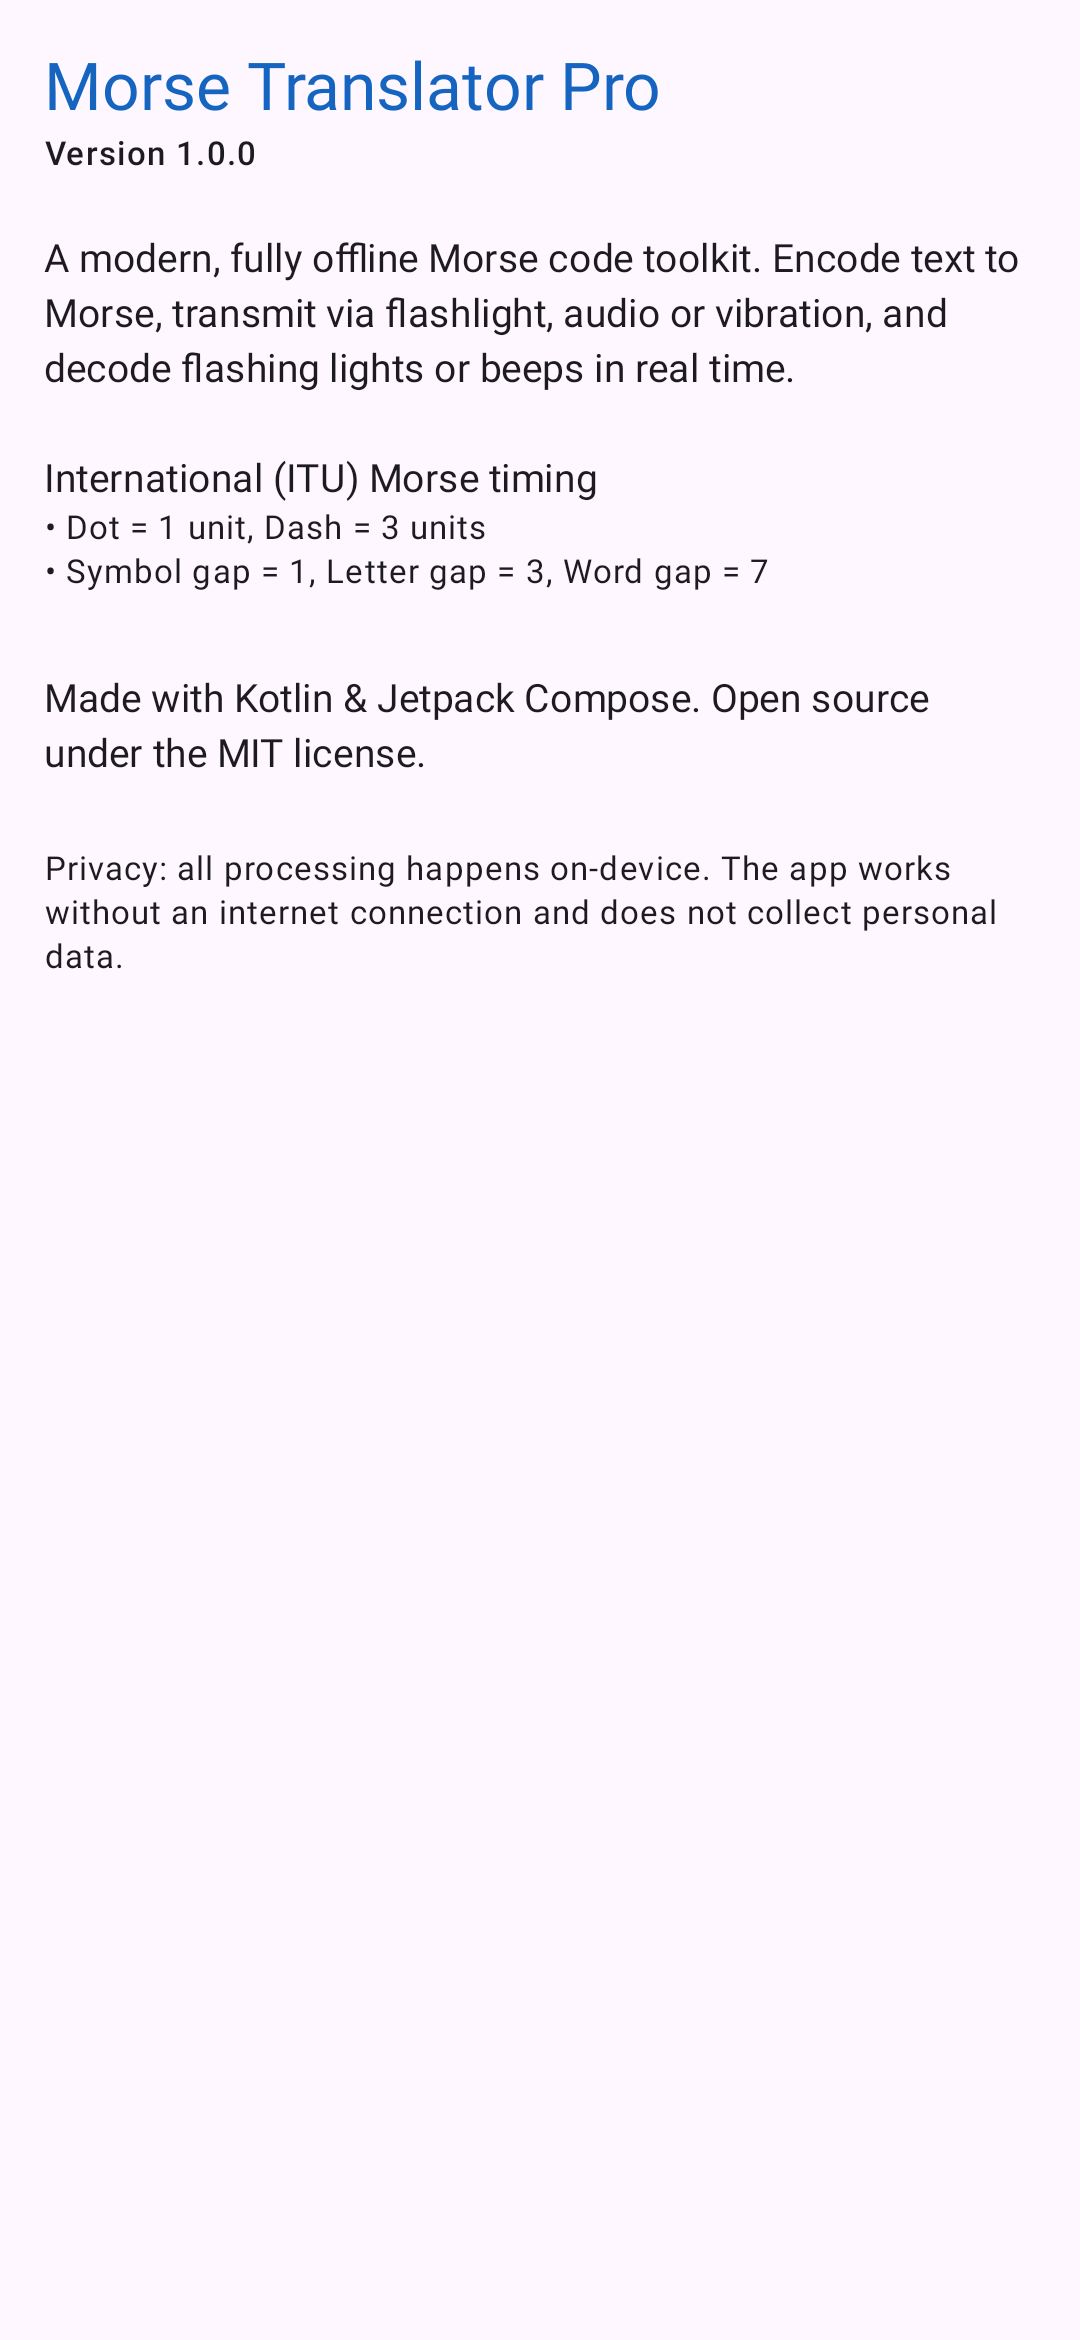 Morse Translator Pro
Version 1.0.0
A modern, fully offline Morse code toolkit. Encode text to
Morse, transmit via flashlight, audio or vibration, and
decode flashing lights or beeps in real time.
International (ITU) Morse timing
• Dot = 1 unit, Dash = 3 units
• Symbol gap = 1, Letter gap = 3, Word gap = 7
Made with Kotlin & Jetpack Compose. Open source
under the MIT license.
Privacy: all processing happens on-device. The app works
without an internet connection and does not collect personal
data.